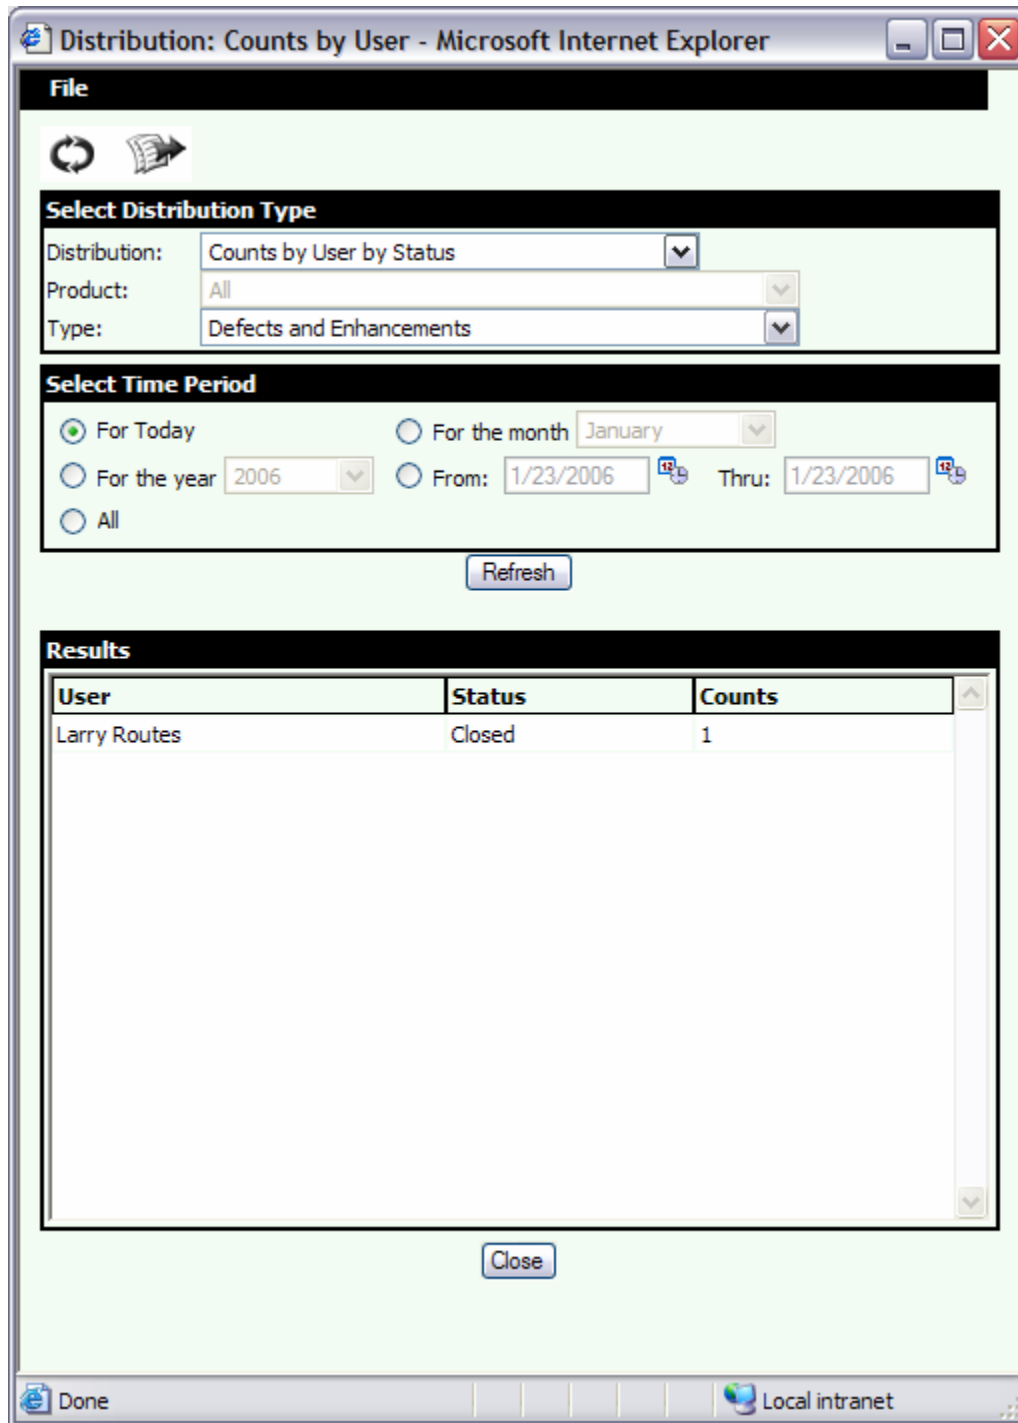 Distribution: Counts by User - Microsoft Internet Explorer
File
Select Distribution Type
Distribution: Counts by User by Status
Product: All
Type: Defects and Enhancements
Select Time Period
For Today For the month January
For the year 2006 From: 1/23/2006 12 Thru: 1/23/2006 12
All
Refresh
Results
User Status Counts
Larry Routes Closed 1
Close
Done Local intranet